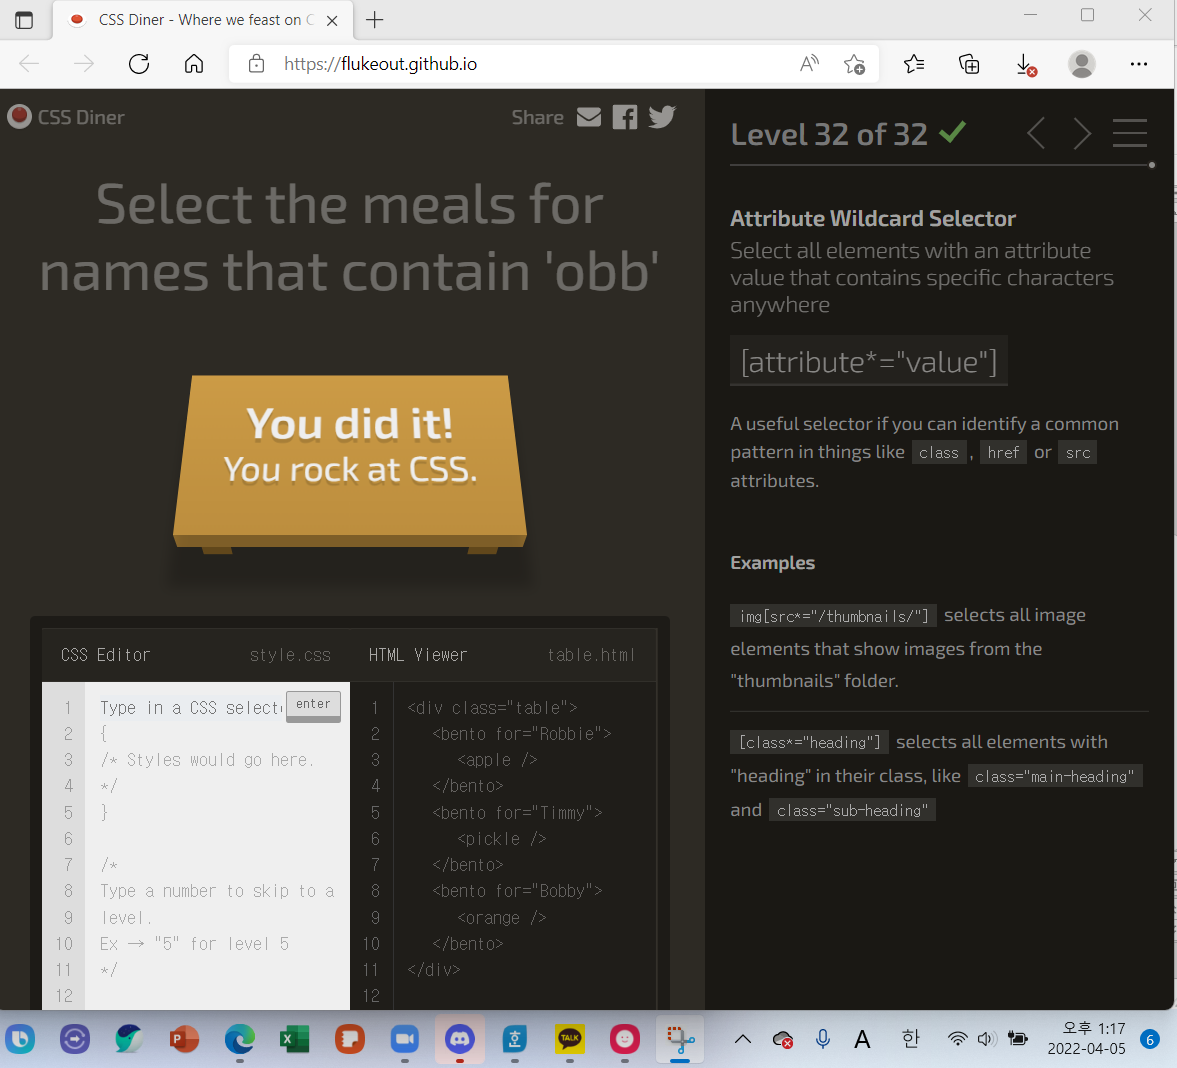 CSS Diner - Where we feast on C
https://flukeout.github.io
CSS Diner
Share
Select the meals for
names that contain 'obb'
You did it!
You rock at CSS.
CSS Editor
style.css
HTML Viewer
table.html
1 Type in a CSS select
enter
2 {
3 /* Styles would go here.
4 */
5 }
6
7 /*
8 Type a number to skip to a
9 level.
10 Ex → "5" for level 5
11 */
12
1 <div class="table">
2 <bento for="Robbie">
3 <apple />
4 </bento>
5 <bento for="Timmy">
6 <pickle />
7 </bento>
8 <bento for="Bobby">
9 <orange />
10 </bento>
11 </div>
12
Level 32 of 32
Attribute Wildcard Selector
Select all elements with an attribute
value that contains specific characters
anywhere
[attribute*="value"]
A useful selector if you can identify a common
pattern in things like class , href or src
attributes.
Examples
img[src*="/thumbnails/"] selects all image
elements that show images from the
"thumbnails" folder.
[class*="heading"] selects all elements with
"heading" in their class, like class="main-heading"
and class="sub-heading"
TALK
A
한
오후 1:17
2022-04-05
6